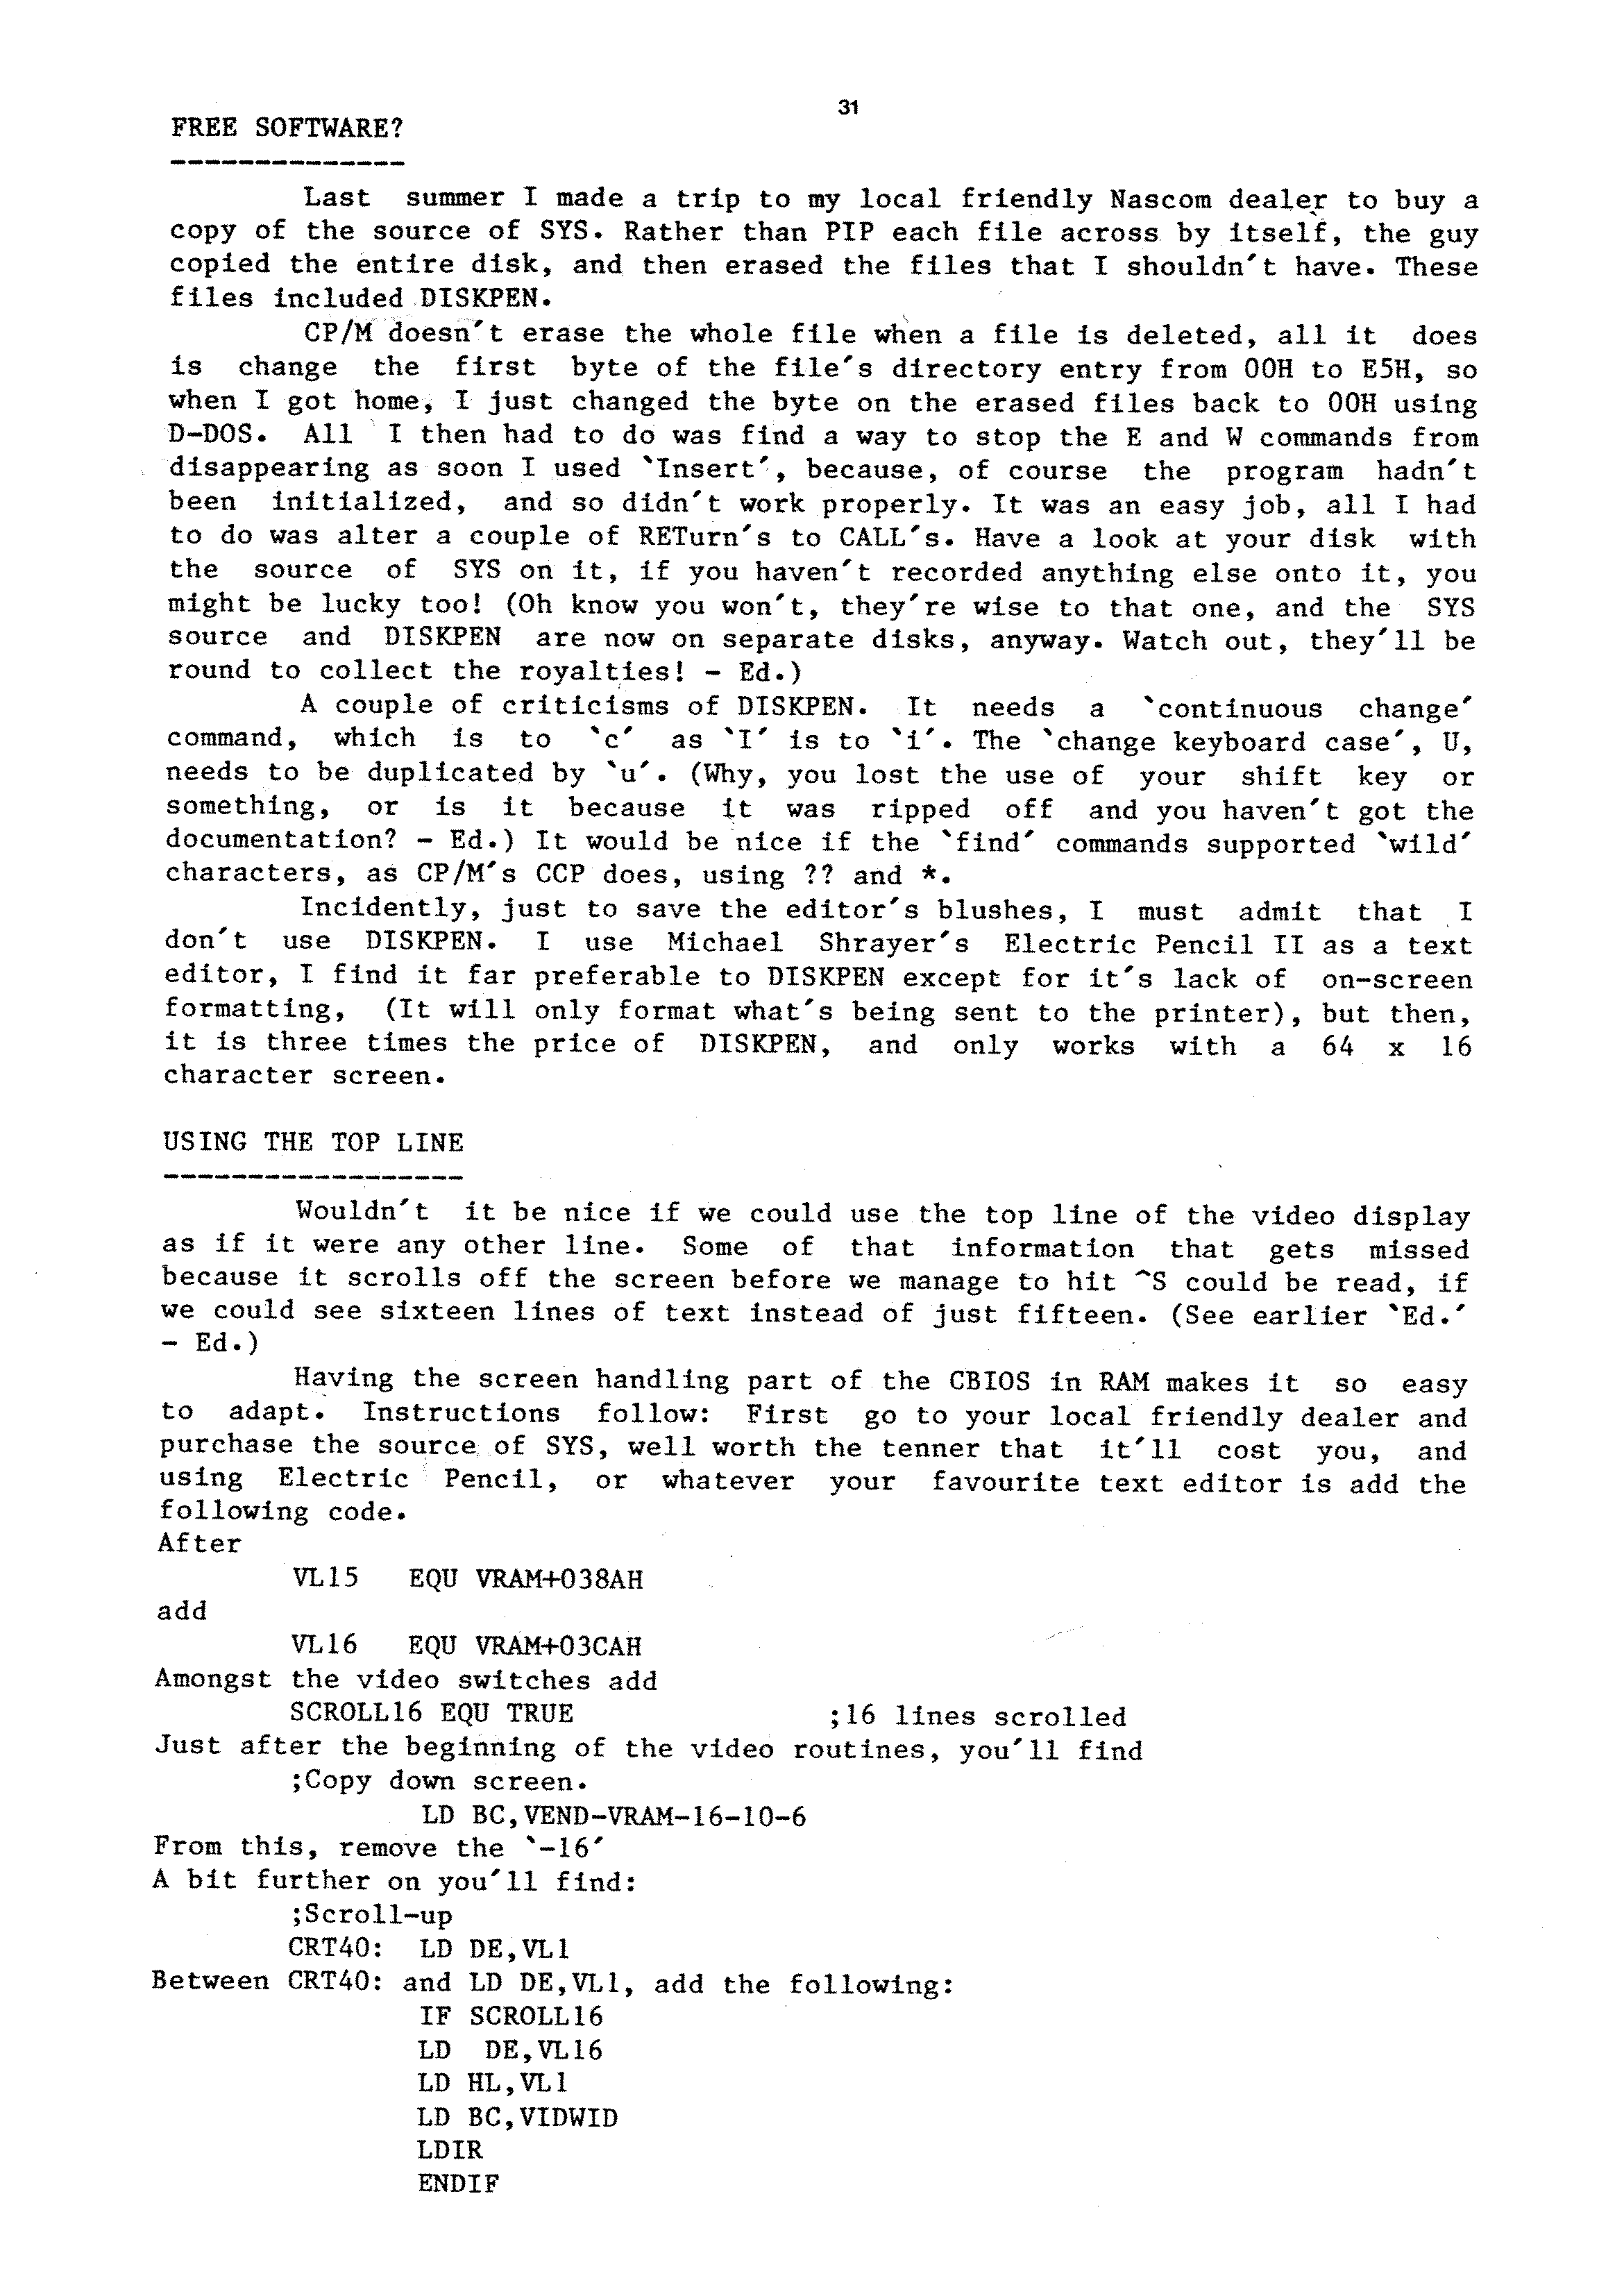 31
FREE SOFTWARE?
--------------
Last summer I made a trip to my local friendly Nascom dealer to buy a
copy of the source of SYS. Rather than PIP each file across by itself, the guy
copied the entire disk, and then erased the files that I shouldn't have. These
files included DISKPEN.
CP/M doesn't erase the whole file when a file is deleted, all it does
is change the first byte of the file's directory entry from 00H to E5H, so
when I got home, I just changed the byte on the erased files back to 00H using
D-DOS. All I then had to do was find a way to stop the E and W commands from
disappearing as soon I used `Insert', because, of course the program hadn't
been initialized, and so didn't work properly. It was an easy job, all I had
to do was alter a couple of RETurn's to CALL's. Have a look at your disk with
the source of SYS on it, if you haven't recorded anything else onto it, you
might be lucky too! (Oh know you won't, they're wise to that one, and the SYS
source and DISKPEN are now on separate disks, anyway. Watch out, they'll be
round to collect the royalties! - Ed.)
A couple of criticisms of DISKPEN. It needs a `continuous change'
command, which is to `c' as `I' is to `i'. The `change keyboard case', U,
needs to be duplicated by `u'. (Why, you lost the use of your shift key or
something, or is it because it was ripped off and you haven't got the
documentation? - Ed.) It would be nice if the `find' commands supported `wild'
characters, as CP/M's CCP does, using ?? and *.
Incidently, just to save the editor's blushes, I must admit that I
don't use DISKPEN. I use Michael Shrayer's Electric Pencil II as a text
editor, I find it far preferable to DISKPEN except for it's lack of on-screen
formatting, (It will only format what's being sent to the printer), but then,
it is three times the price of DISKPEN, and only works with a 64 x 16
character screen.
USING THE TOP LINE
------------------
Wouldn't it be nice if we could use the top line of the video display
as if it were any other line. Some of that information that gets missed
because it scrolls off the screen before we manage to hit ^S could be read, if
we could see sixteen lines of text instead of just fifteen. (See earlier `Ed.'
- Ed.)
Having the screen handling part of the CBIOS in RAM makes it so easy
to adapt. Instructions follow: First go to your local friendly dealer and
purchase the source of SYS, well worth the tenner that it'll cost you, and
using Electric Pencil, or whatever your favourite text editor is add the
following code.
After
VL15 EQU VRAM+038AH
add
VL16 EQU VRAM+03CAH
Amongst the video switches add
SCROLL16 EQU TRUE ;16 lines scrolled
Just after the beginning of the video routines, you'll find
;Copy down screen.
LD BC,VEND-VRAM-16-10-6
From this, remove the `-16'
A bit further on you'll find:
;Scroll-up
CRT40: LD DE,VL1
Between CRT40: and LD DE,VL1, add the following:
IF SCROLL16
LD DE,VL16
LD HL,VL1
LD BC,VIDWID
LDIR
ENDIF